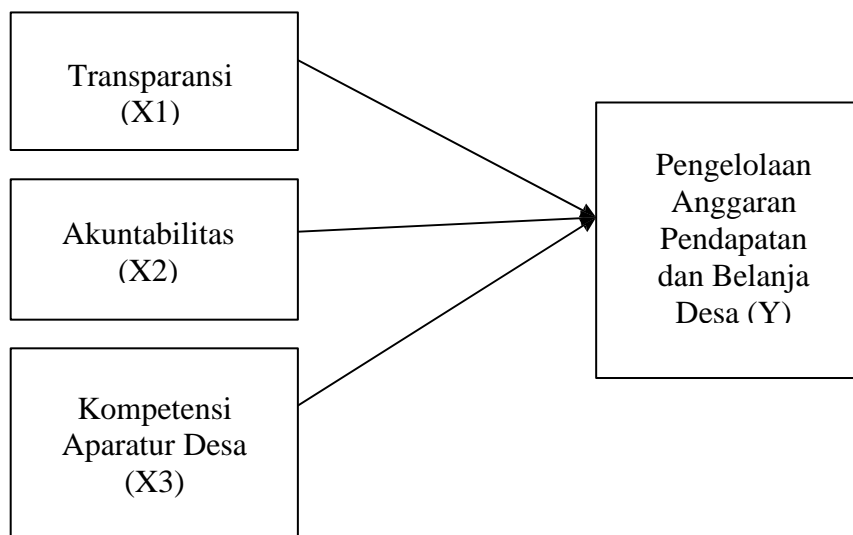 Transparansi
(X1)
Akuntabilitas
(X2)
Kompetensi
Aparatur Desa
(X3)
Pengelolaan
Anggaran
Pendapatan
dan Belanja
Desa (Y)